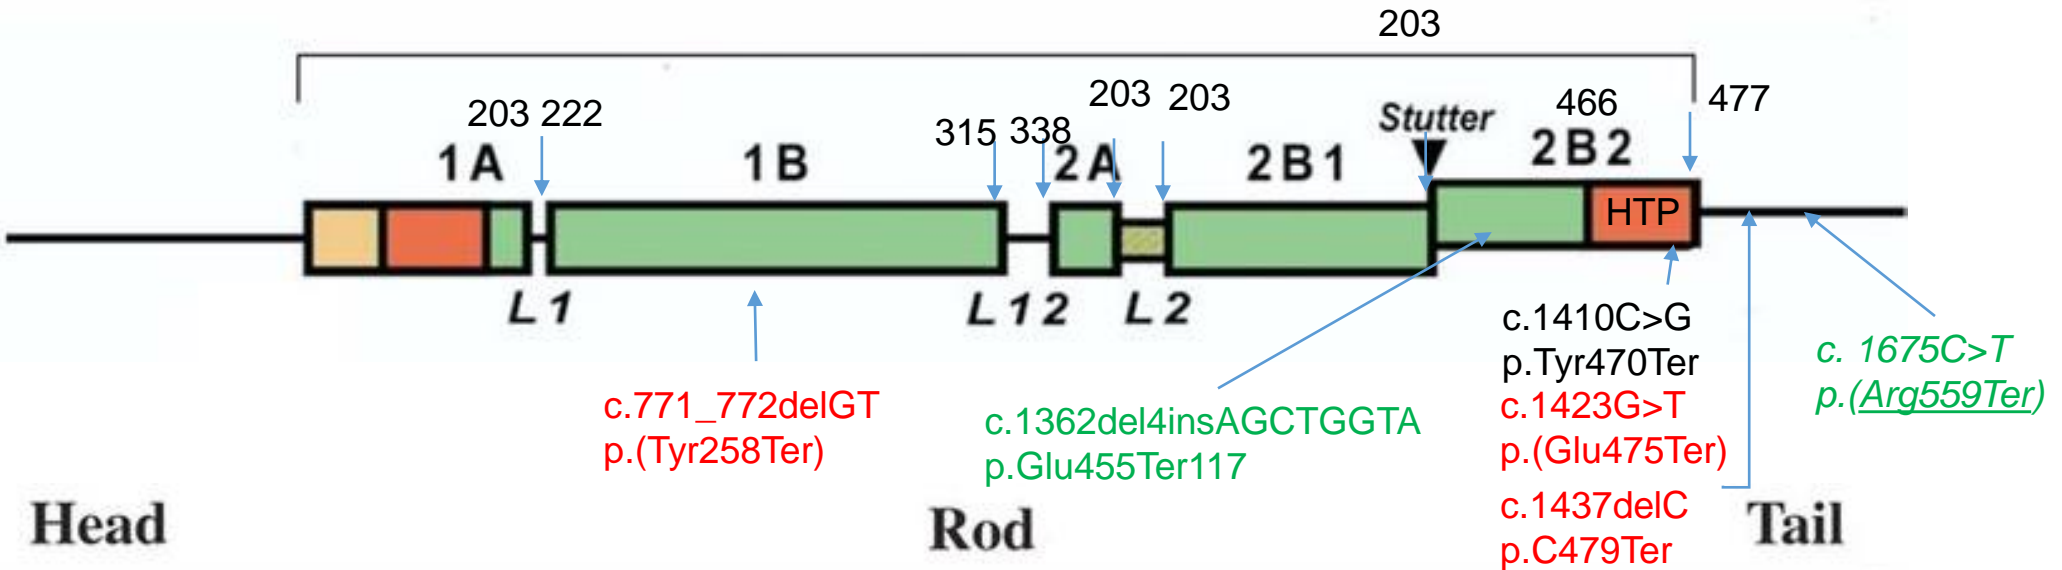 203
203 222
315 338
203 203
Stutter
466
477
1A
1B
2A
2B1
2B2
HTP
L1
L12
L2
c.771_772delGT
p.(Tyr258Ter)
c.1362del4insAGCTGGTA
p.Glu455Ter117
c.1410C>G
p.Tyr470Ter
c.1423G>T
p.(Glu475Ter)
c.1437delC
p.C479Ter
c. 1675C>T
p.(Arg559Ter)
Head
Rod
Tail